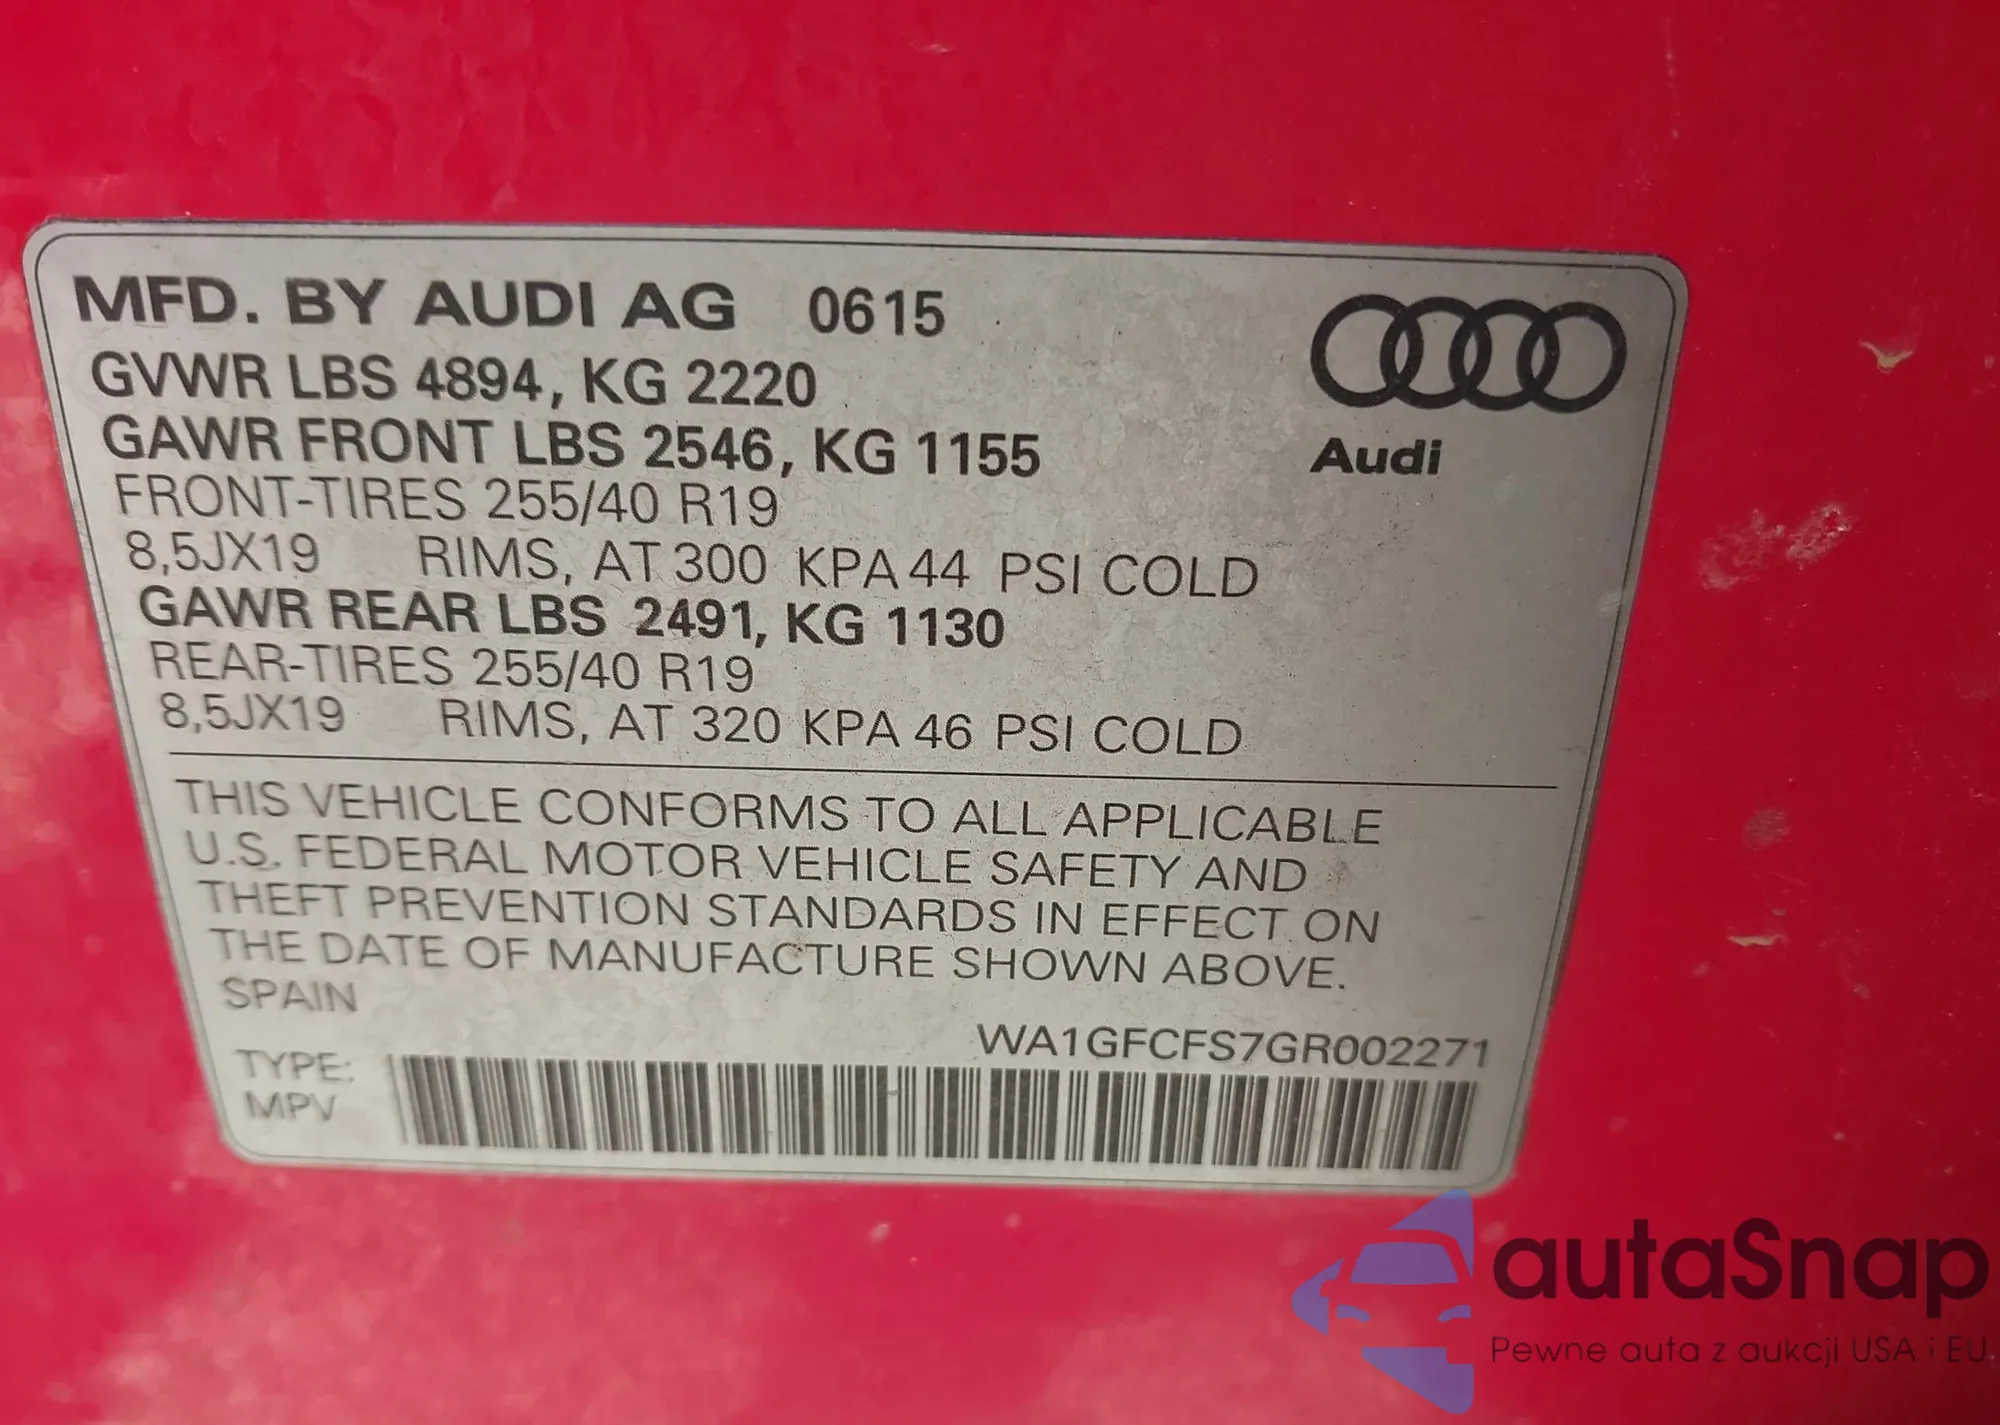 MFD. BY AUDI AG 0615
GVWR LBS 4894, KG 2220
GAWR FRONT LBS 2546, KG 1155
Audi
FRONT-TIRES 255/40 R19
8,5JX19 RIMS, AT 300 KPA 44 PSI COLD
GAWR REAR LBS 2491, KG 1130
REAR-TIRES 255/40 R19
8,5JX19 RIMS, AT 320 KPA 46 PSI COLD
THIS VEHICLE CONFORMS TO ALL APPLICABLE
U.S. FEDERAL MOTOR VEHICLE SAFETY AND
THEFT PREVENTION STANDARDS IN EFFECT ON
THE DATE OF MANUFACTURE SHOWN ABOVE.
SPAIN
WA1GFCFS7GR002271
TYPE:
MPV
autaSnap
Pewne auta z aukcji USA i EU